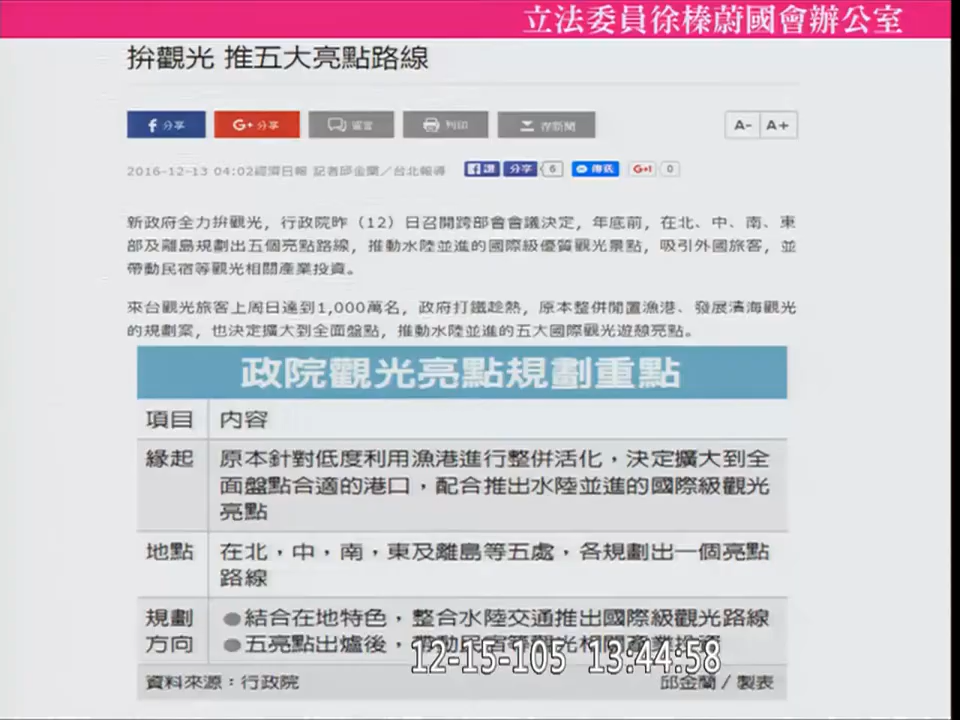 立法委員徐榛蔚國會辦公室
拚觀光 推五大亮點路線
f 分享 G+ 分享 留言 列印 存新聞 A- A+
2016-12-13 04:02經濟日報 記者邱金蘭／台北報導 讚 分享 6 傳送 G+1 0
新政府全力拚觀光，行政院昨（12）日召開跨部會會議決定，年底前，在北、中、南、東
部及離島規劃出五個亮點路線，推動水陸並進的國際級優質觀光景點，吸引外國旅客，並
帶動民宿等觀光相關產業投資。
來台觀光旅客上周日達到1,000萬名，政府打鐵趁熱，原本整併閒置漁港、發展濱海觀光
的規劃案，也決定擴大到全面盤點，推動水陸並進的五大國際觀光遊憩亮點。
政院觀光亮點規劃重點
項目 內容
緣起 原本針對低度利用漁港進行整併活化，決定擴大到全
面盤點合適的港口，配合推出水陸並進的國際級觀光
亮點
地點 在北，中，南，東及離島等五處，各規劃出一個亮點
路線
規劃 ●結合在地特色，整合水陸交通推出國際級觀光路線
方向 ●五亮點出爐後，帶動民宿等觀光相關產業投資
12-15-105 13:44:58
資料來源：行政院 邱金蘭／製表